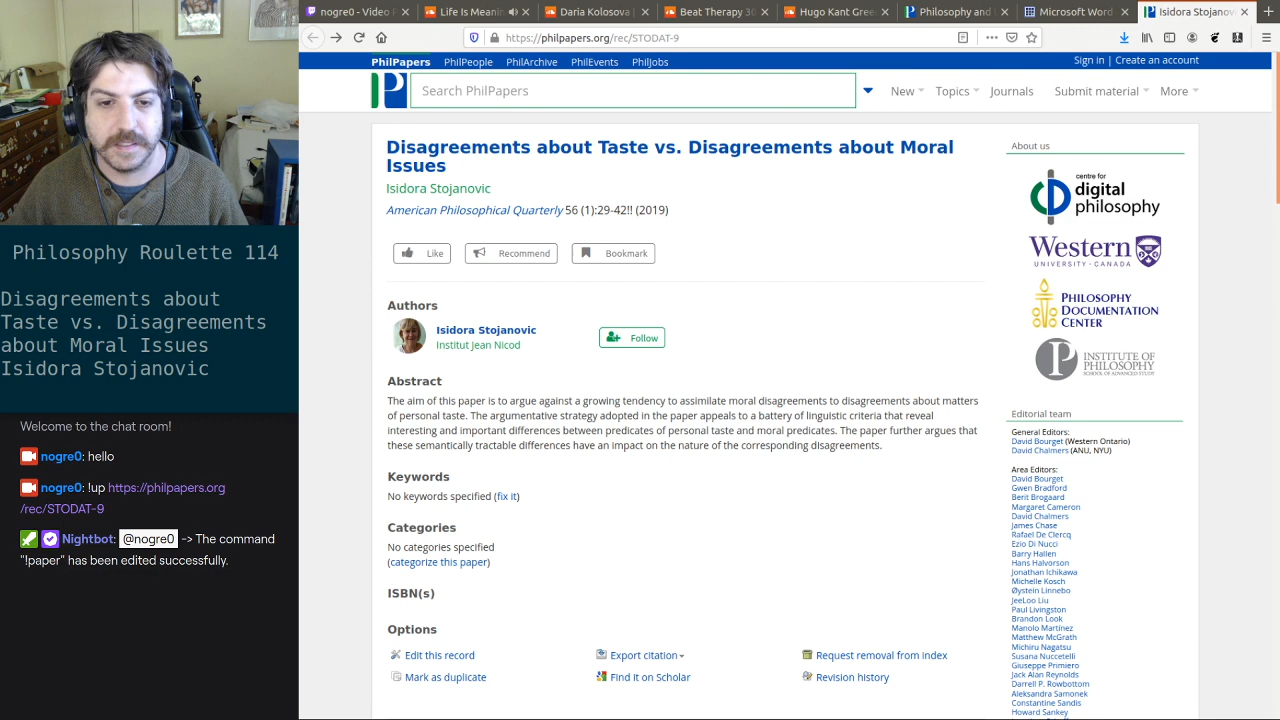 nogre0 - Video P
Life Is Meanin
Daria Kolosova
Beat Therapy 30
Hugo Kant Gree
Philosophy and
Microsoft Word
Isidora Stojanov
https://philpapers.org/rec/STODAT-9
PhilPapers PhilPeople PhilArchive PhilEvents PhilJobs
Sign in | Create an account
Search PhilPapers
New Topics Journals Submit material More
Disagreements about Taste vs. Disagreements about Moral
Issues
Isidora Stojanovic
American Philosophical Quarterly 56 (1):29-42!! (2019)
Like Recommend Bookmark
Authors
Isidora Stojanovic
Institut Jean Nicod
Follow
Abstract
The aim of this paper is to argue against a growing tendency to assimilate moral disagreements to disagreements about matters
of personal taste. The argumentative strategy adopted in the paper appeals to a battery of linguistic criteria that reveal
interesting and important differences between predicates of personal taste and moral predicates. The paper further argues that
these semantically tractable differences have an impact on the nature of the corresponding disagreements.
Keywords
No keywords specified (fix it)
Categories
No categories specified
(categorize this paper)
ISBN(s)
Options
Edit this record
Export citation
Request removal from index
Mark as duplicate
Find it on Scholar
Revision history
About us
centre for
digital
philosophy
Western
UNIVERSITY · CANADA
PHILOSOPHY
DOCUMENTATION
CENTER
INSTITUTE OF
PHILOSOPHY
SCHOOL OF ADVANCED STUDY
Editorial team
General Editors:
David Bourget (Western Ontario)
David Chalmers (ANU, NYU)
Area Editors:
David Bourget
Gwen Bradford
Berit Brogaard
Margaret Cameron
David Chalmers
James Chase
Rafael De Clercq
Ezio Di Nucci
Barry Hallen
Hans Halvorson
Jonathan Ichikawa
Michelle Kosch
Øystein Linnebo
JeeLoo Liu
Paul Livingston
Brandon Look
Manolo Martínez
Matthew McGrath
Michiru Nagatsu
Susana Nuccetelli
Giuseppe Primiero
Jack Alan Reynolds
Darrell P. Rowbottom
Aleksandra Samonek
Constantine Sandis
Howard Sankey
Philosophy Roulette 114
Disagreements about
Taste vs. Disagreements
about Moral Issues
Isidora Stojanovic
Welcome to the chat room!
nogre0: hello
nogre0: !up https://philpapers.org
/rec/STODAT-9
Nightbot: @nogre0 -> The command
"!paper" has been edited successfully.